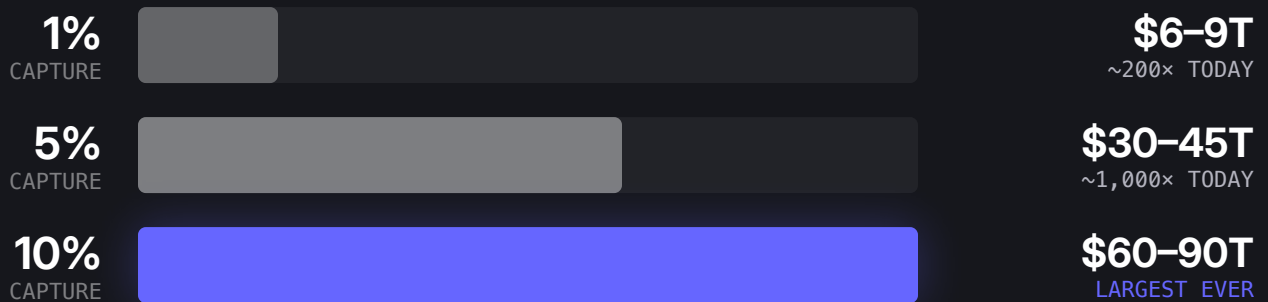 1%
CAPTURE
$6–9T
~200× TODAY
5%
CAPTURE
$30–45T
~1,000× TODAY
10%
CAPTURE
$60–90T
LARGEST EVER